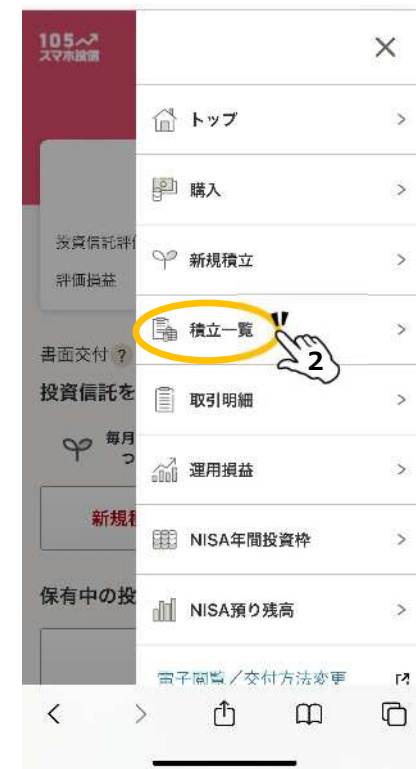 105
スマホ投信
トップ
購入
投資信託評価
新規積立
評価損益
積立一覧
2
書面交付 ?
投資信託を
取引明細
毎月
つ
運用損益
新規積
NISA年間投資枠
保有中の投
NISA預り残高
電子閲覧/交付方法変更